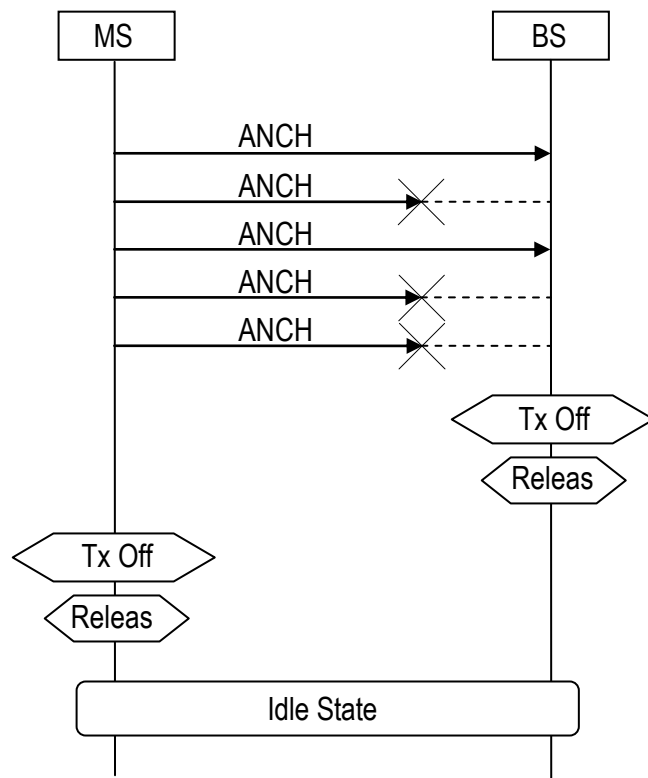 MS
BS
ANCH
ANCH
ANCH
ANCH
ANCH
Tx Off
Releas
Tx Off
Releas
Idle State